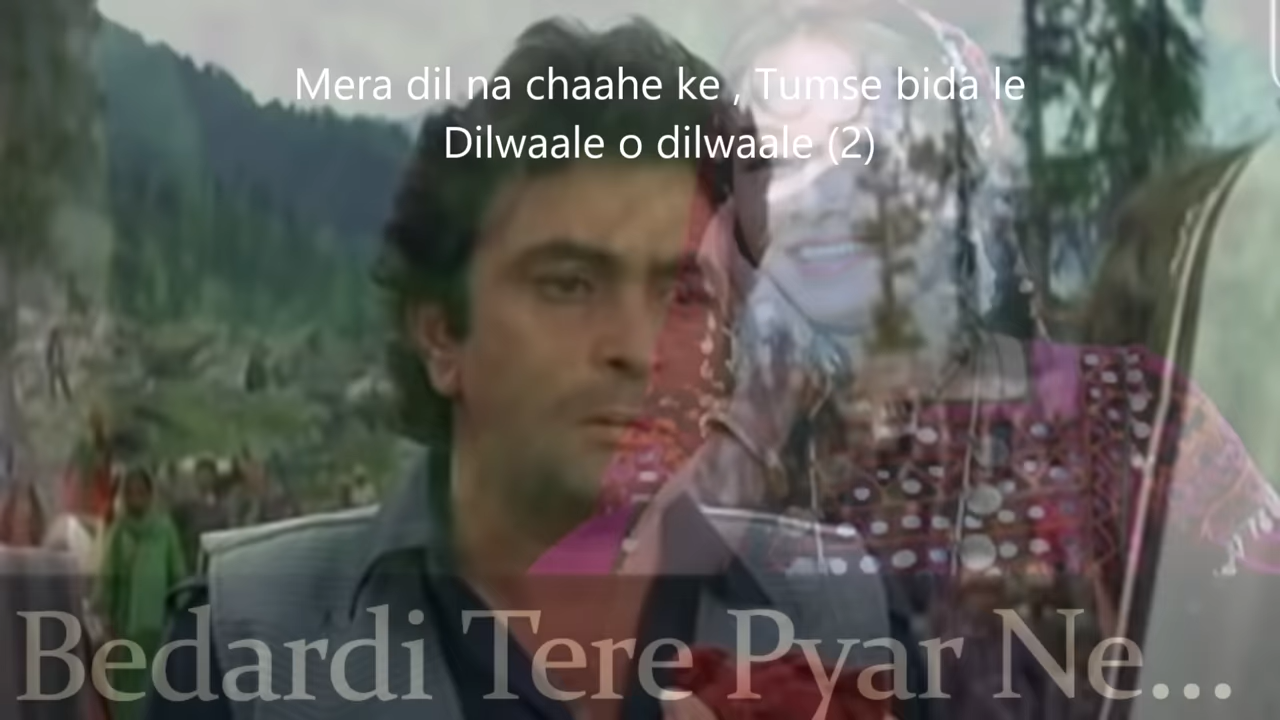 Mera dil na chaahe ke , Tumse bida le
Dilwaale o dilwaale (2)
Bedardi Tere Pyar Ne...